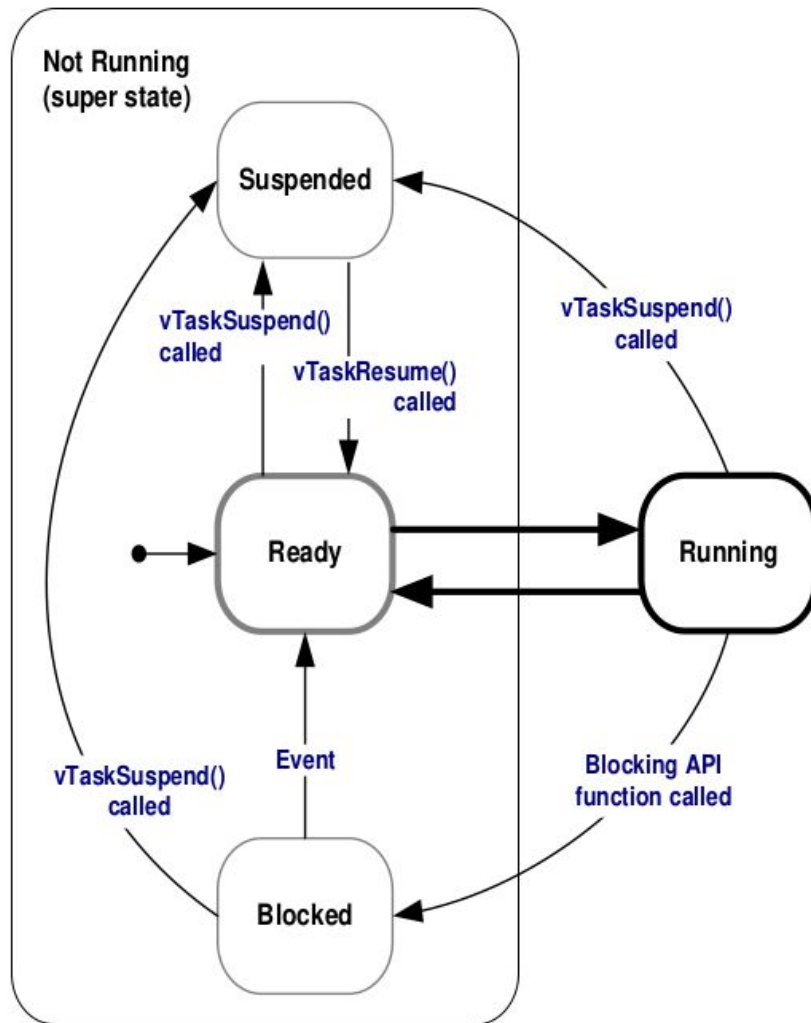 Not Running
(super state)
Suspended
vTaskSuspend()
called
vTaskSuspend()
called
vTaskResume()
called
Ready
Running
Event
vTaskSuspend()
called
Blocking API
function called
Blocked